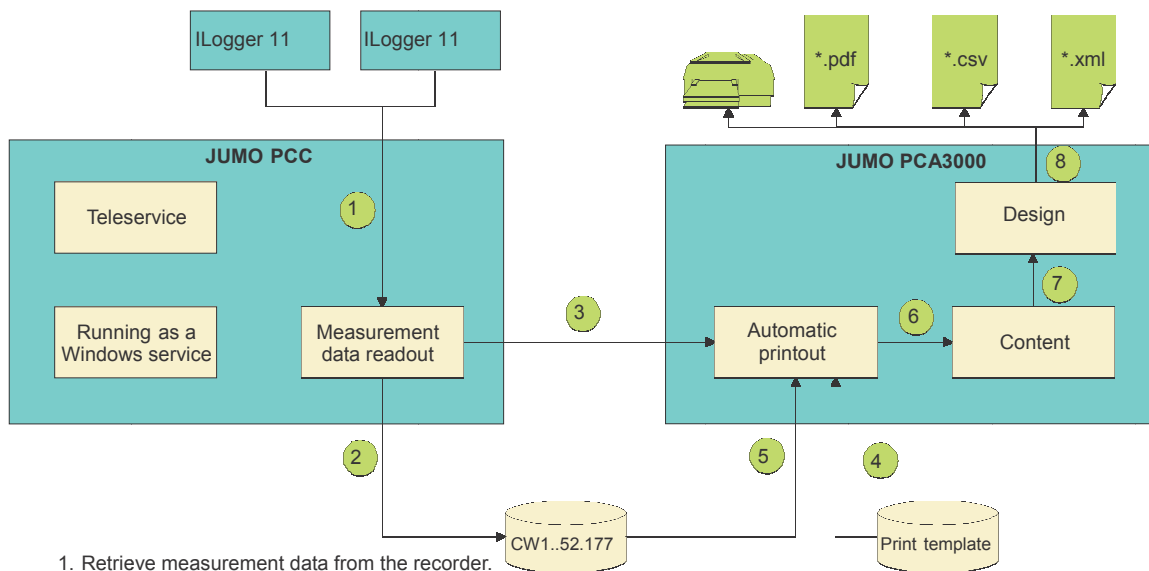 ILogger 11
ILogger 11
*.pdf
*.csv
*.xml
JUMO PCC
JUMO PCA3000
8
Teleservice
1
Design
7
3
6
Running as a
Windows service
Measurement
data readout
Automatic
printout
Content
2
5
4
CW1..52.177
Print template
1. Retrieve measurement data from the recorder.